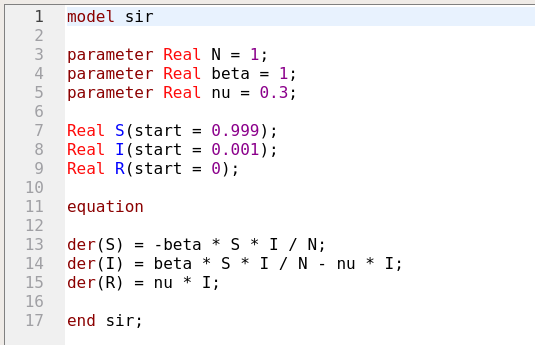 1 model sir
2
3 parameter Real N = 1;
4 parameter Real beta = 1;
5 parameter Real nu = 0.3;
6
7 Real S(start = 0.999);
8 Real I(start = 0.001);
9 Real R(start = 0);
10
11 equation
12
13 der(S) = -beta * S * I / N;
14 der(I) = beta * S * I / N - nu * I;
15 der(R) = nu * I;
16
17 end sir;